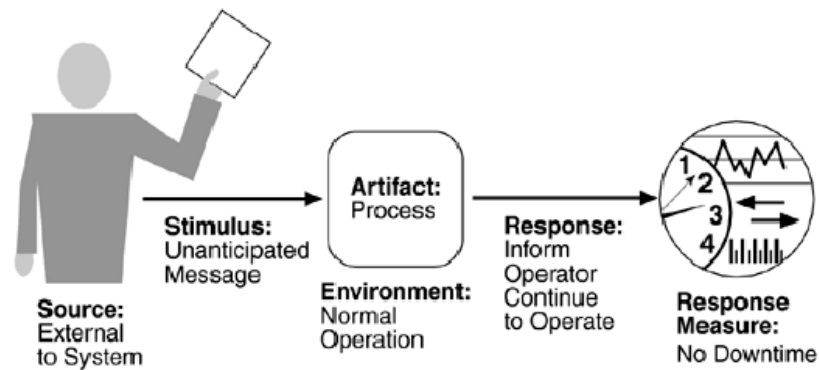 Source:
External
to System
Stimulus:
Unanticipated
Message
Artifact:
Process
Environment:
Normal
Operation
Response:
Inform
Operator
Continue
to Operate
1
2
3
4
Response
Measure:
No Downtime